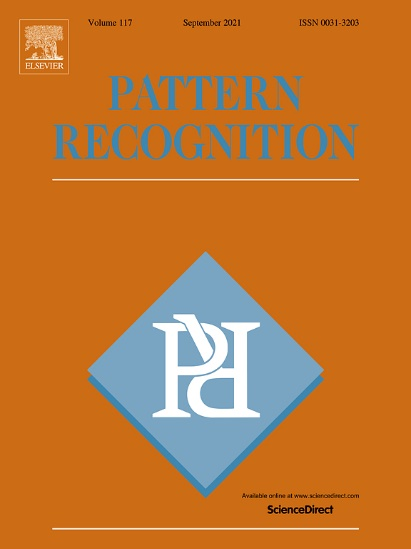 Volume 117 September 2021 ISSN 0031-3203
ELSEVIER
PATTERN
RECOGNITION
PR
Available online at www.sciencedirect.com
ScienceDirect